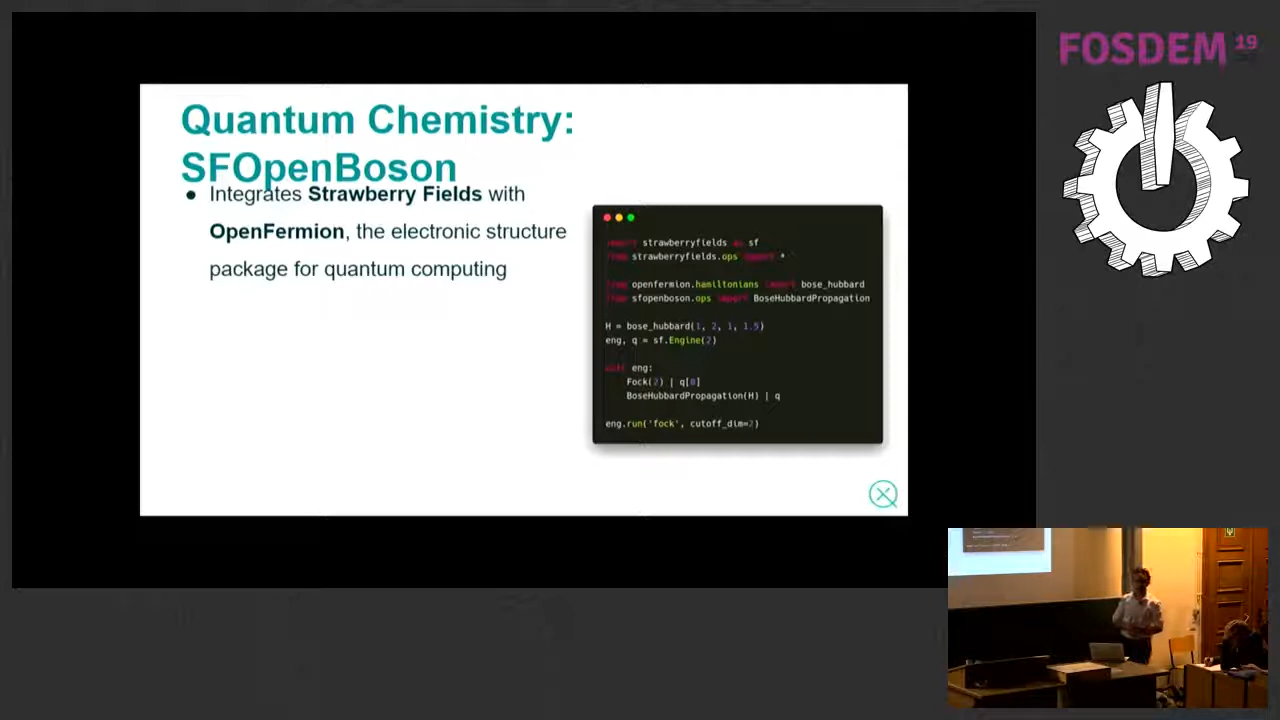 FOSDEM 19
Quantum Chemistry:
SFOpenBoson
● Integrates Strawberry Fields with
OpenFermion, the electronic structure
package for quantum computing
import strawberryfields as sf
from strawberryfields.ops import *
from openfermion.hamiltonians import bose_hubbard
from sfopenboson.ops import BoseHubbardPropagation
H = bose_hubbard(1, 2, 1, 1.5)
eng, q = sf.Engine(2)
with eng:
Fock(2) | q[0]
BoseHubbardPropagation(H) | q
eng.run('fock', cutoff_dim=2)